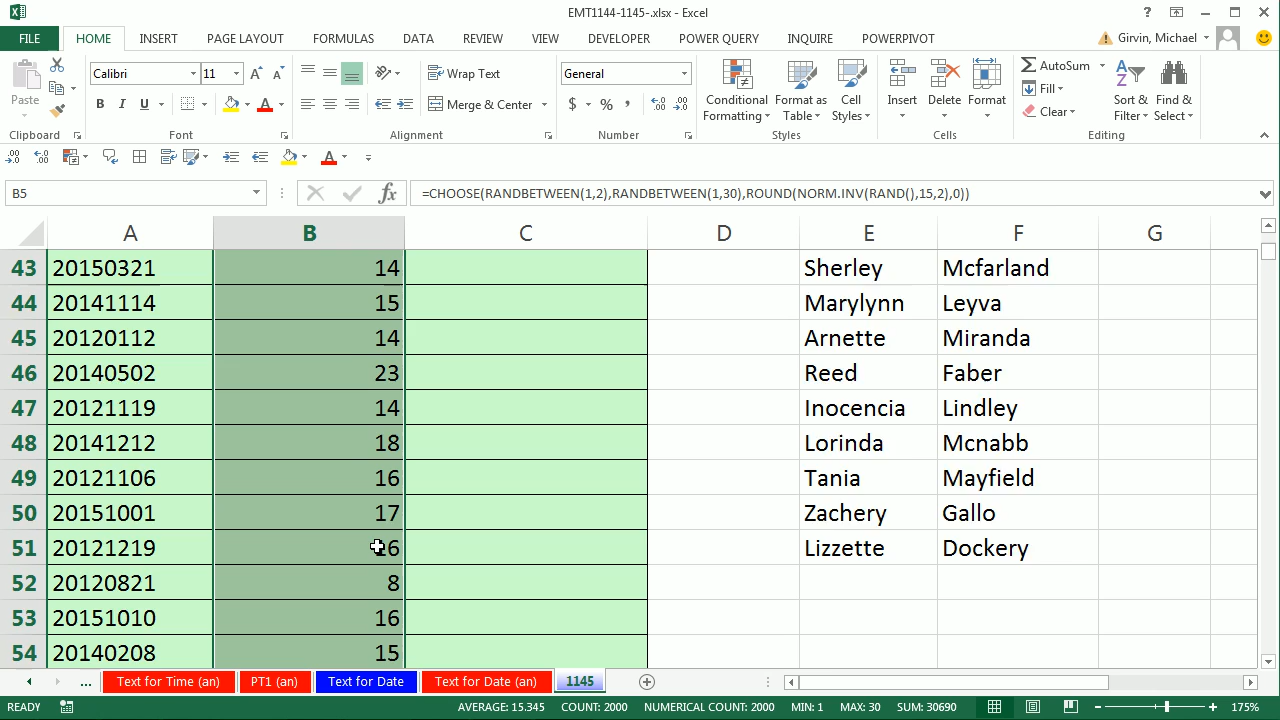 EMT1144-1145-.xlsx - Excel
?
FILE HOME INSERT PAGE LAYOUT FORMULAS DATA REVIEW VIEW DEVELOPER POWER QUERY INQUIRE POWERPIVOT Girvin, Michael
Paste
Calibri 11
B I U
Wrap Text
Merge & Center
General
$ % ,
Conditional Formatting
Format as Table
Cell Styles
Insert
Delete
Format
AutoSum
Fill
Clear
Sort & Filter
Find & Select
Clipboard Font Alignment Number Styles Cells Editing
B5 fx =CHOOSE(RANDBETWEEN(1,2),RANDBETWEEN(1,30),ROUND(NORM.INV(RAND(),15,2),0))
A B C D E F G
43 20150321 14 Sherley Mcfarland
44 20141114 15 Marylynn Leyva
45 20120112 14 Arnette Miranda
46 20140502 23 Reed Faber
47 20121119 14 Inocencia Lindley
48 20141212 18 Lorinda Mcnabb
49 20121106 16 Tania Mayfield
50 20151001 17 Zachery Gallo
51 20121219 16 Lizzette Dockery
52 20120821 8
53 20151010 16
54 20140208 15
... Text for Time (an) PT1 (an) Text for Date Text for Date (an) 1145
READY AVERAGE: 15.345 COUNT: 2000 NUMERICAL COUNT: 2000 MIN: 1 MAX: 30 SUM: 30690 175%